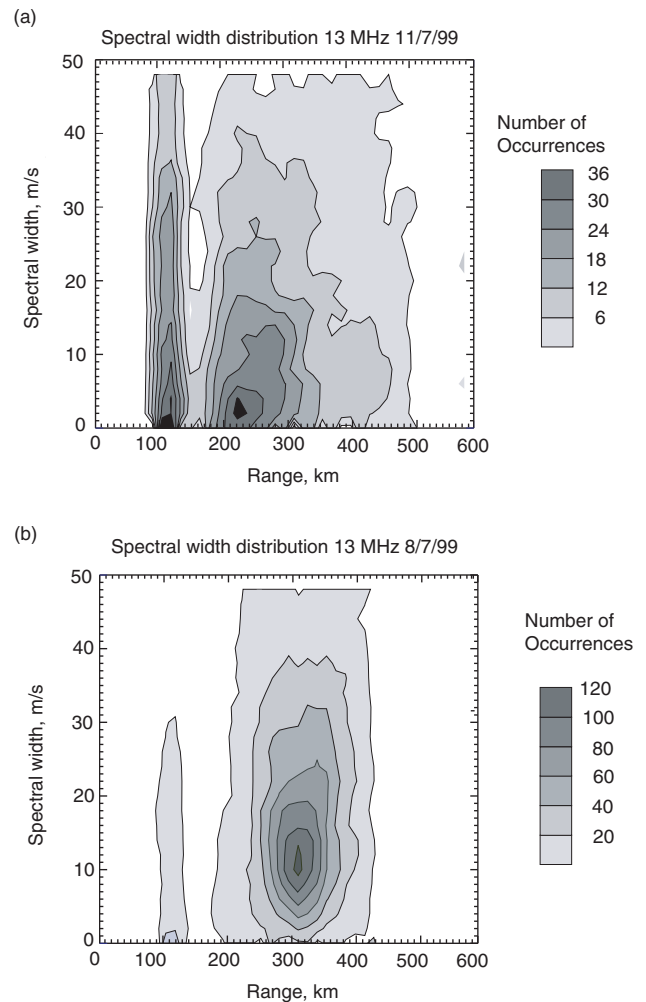 (a)
Spectral width distribution 13 MHz 11/7/99
50
40
30
20
10
0
Spectral width, m/s
0 100 200 300 400 500 600
Range, km
Number of
Occurrences
36
30
24
18
12
6
(b)
Spectral width distribution 13 MHz 8/7/99
50
40
30
20
10
0
Spectral width, m/s
0 100 200 300 400 500 600
Range, km
Number of
Occurrences
120
100
80
60
40
20